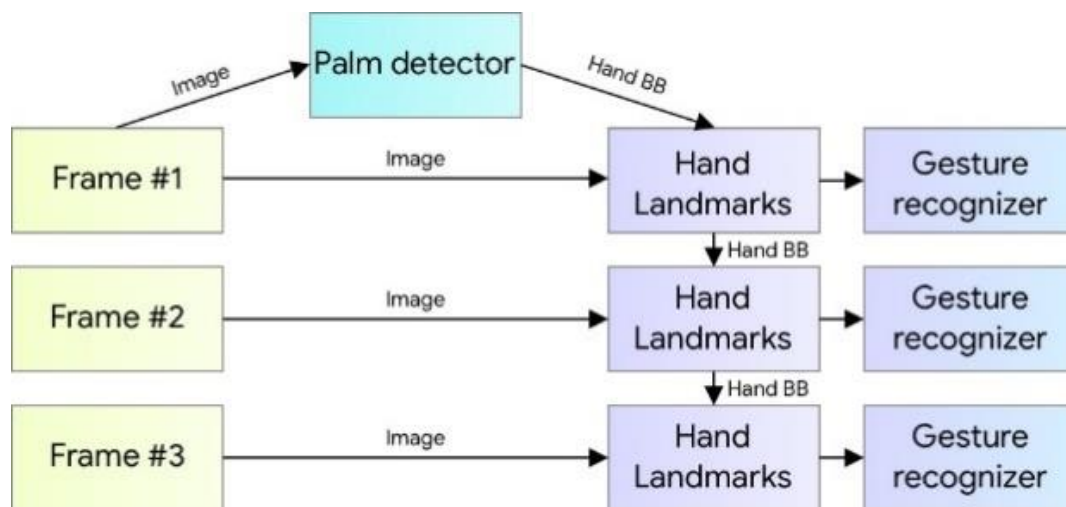 Palm detector
Image
Hand BB
Frame #1
Image
Hand
Landmarks
Gesture
recognizer
Hand BB
Frame #2
Image
Hand
Landmarks
Gesture
recognizer
Hand BB
Frame #3
Image
Hand
Landmarks
Gesture
recognizer